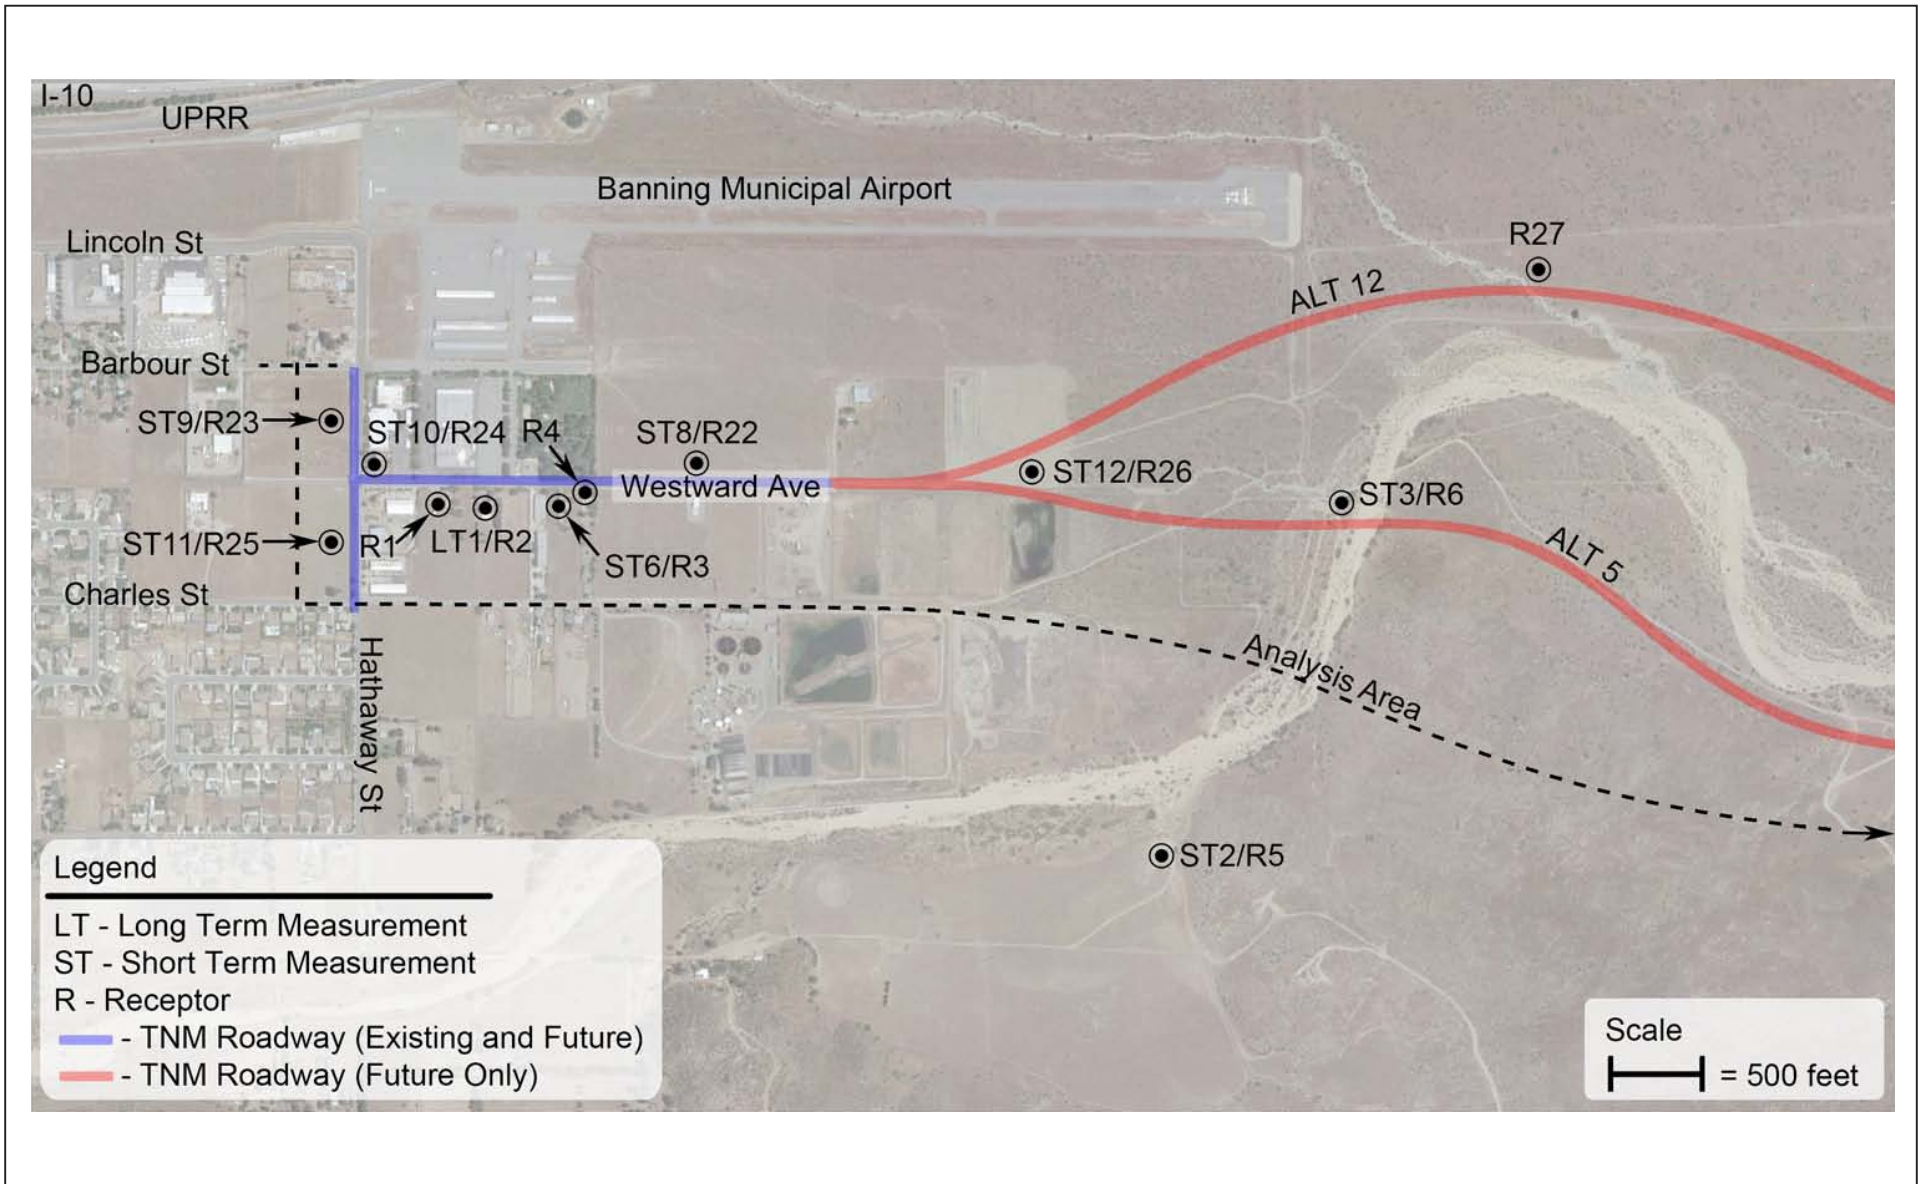 I-10
UPRR
Banning Municipal Airport
Lincoln St
R27
ALT 12
Barbour St
ST9/R23
ST10/R24
R4
ST8/R22
Westward Ave
ST12/R26
ST3/R6
ST11/R25
R1
LT1/R2
ST6/R3
ALT 5
Charles St
Hathaway St
Analysis Area
ST2/R5
Legend
LT - Long Term Measurement
ST - Short Term Measurement
R - Receptor
- TNM Roadway (Existing and Future)
- TNM Roadway (Future Only)
Scale
= 500 feet